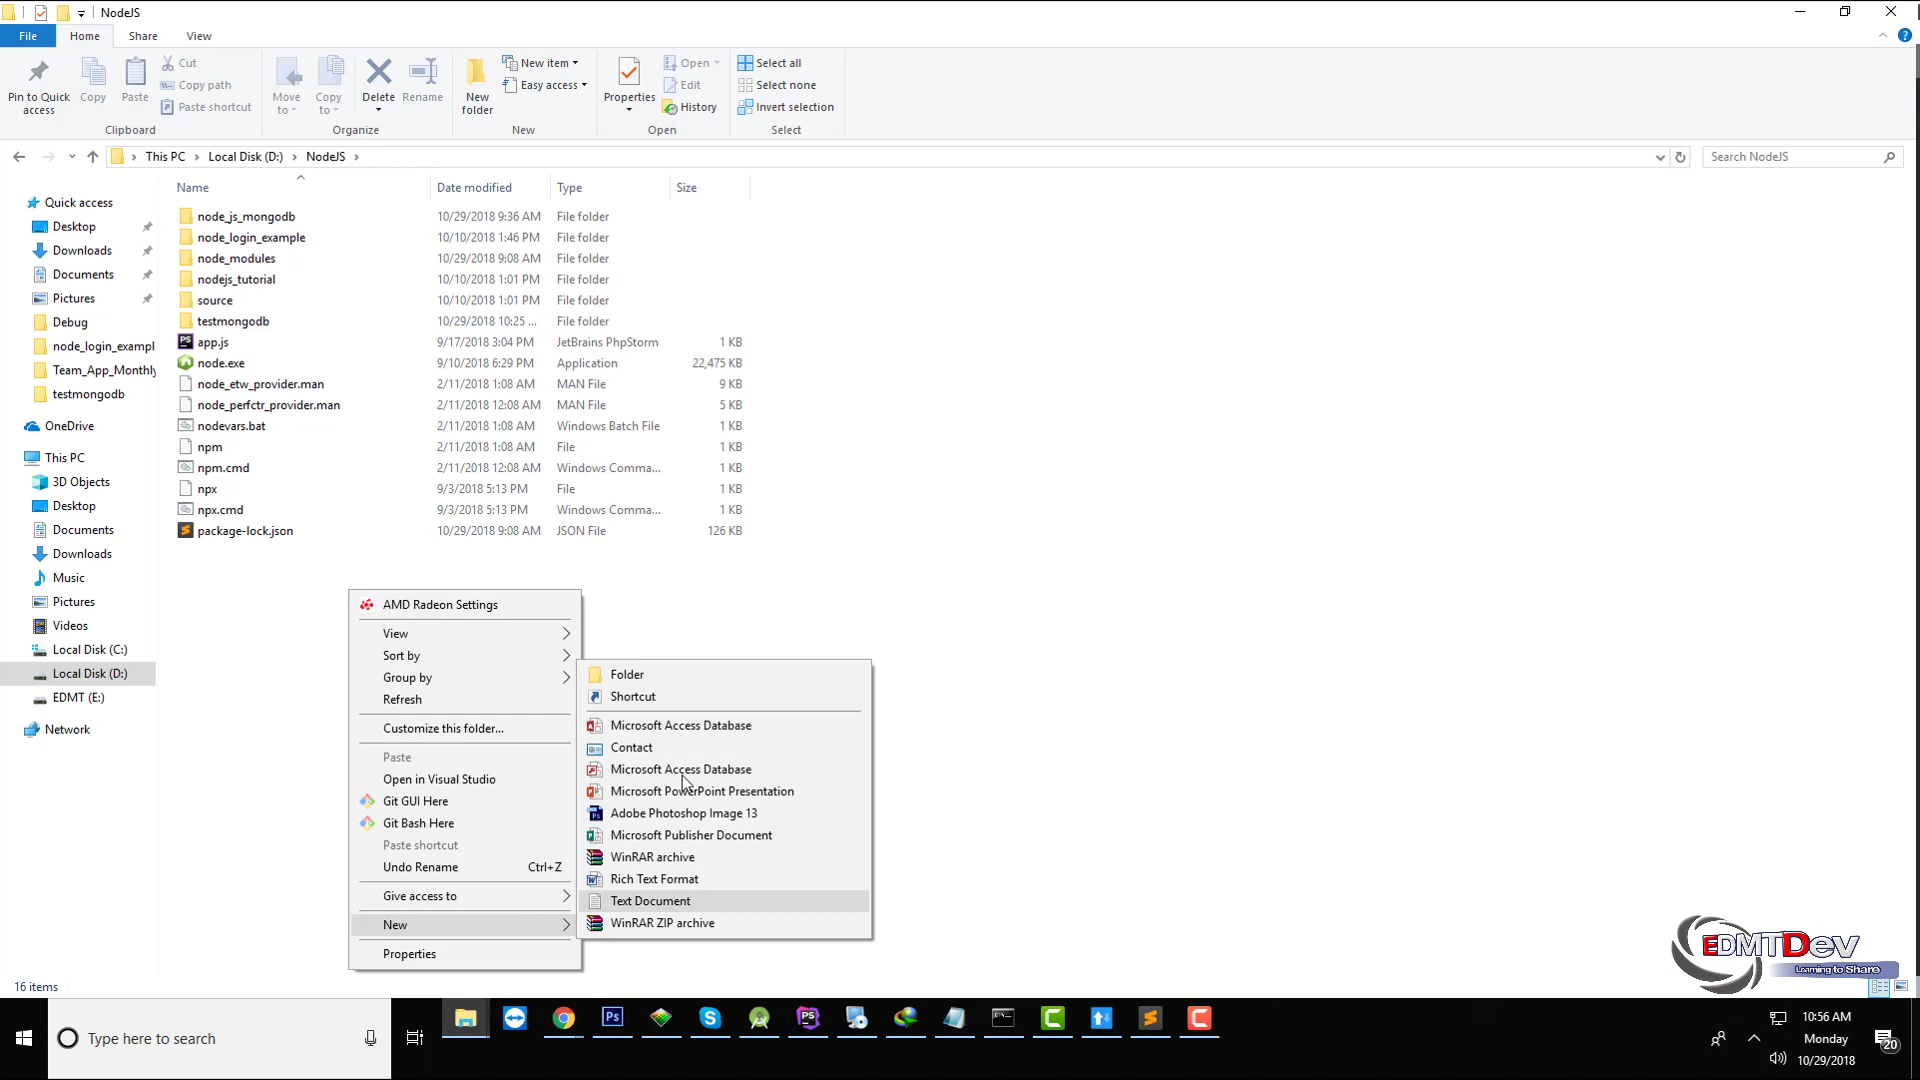 NodeJS
File Home Share View
Pin to Quick access
Copy
Paste
Cut
Copy path
Paste shortcut
Clipboard
Move to
Copy to
Delete
Rename
Organize
New folder
New item
Easy access
New
Properties
Open
Edit
History
Open
Select all
Select none
Invert selection
Select
This PC Local Disk (D:) NodeJS
Search NodeJS
Quick access
Desktop
Downloads
Documents
Pictures
Debug
node_login_exampl
Team_App_Monthly
testmongodb
OneDrive
This PC
3D Objects
Desktop
Documents
Downloads
Music
Pictures
Videos
Local Disk (C:)
Local Disk (D:)
EDMT (E:)
Network
Name Date modified Type Size
node_js_mongodb 10/29/2018 9:36 AM File folder
node_login_example 10/10/2018 1:46 PM File folder
node_modules 10/29/2018 9:08 AM File folder
nodejs_tutorial 10/10/2018 1:01 PM File folder
source 10/10/2018 1:01 PM File folder
testmongodb 10/29/2018 10:25 ... File folder
app.js 9/17/2018 3:04 PM JetBrains PhpStorm 1 KB
node.exe 9/10/2018 6:29 PM Application 22,475 KB
node_etw_provider.man 2/11/2018 1:08 AM MAN File 9 KB
node_perfctr_provider.man 2/11/2018 12:08 AM MAN File 5 KB
nodevars.bat 2/11/2018 1:08 AM Windows Batch File 1 KB
npm 2/11/2018 1:08 AM File 1 KB
npm.cmd 2/11/2018 12:08 AM Windows Comma... 1 KB
npx 9/3/2018 5:13 PM File 1 KB
npx.cmd 9/3/2018 5:13 PM Windows Comma... 1 KB
package-lock.json 10/29/2018 9:08 AM JSON File 126 KB
AMD Radeon Settings
View
Sort by
Group by
Refresh
Customize this folder...
Paste
Open in Visual Studio
Git GUI Here
Git Bash Here
Paste shortcut
Undo Rename Ctrl+Z
Give access to
New
Properties
Folder
Shortcut
Microsoft Access Database
Contact
Microsoft Access Database
Microsoft PowerPoint Presentation
Adobe Photoshop Image 13
Microsoft Publisher Document
WinRAR archive
Rich Text Format
Text Document
WinRAR ZIP archive
EDMTDev
Learning to Share
16 items
Type here to search
Ps
PS
10:56 AM
Monday
10/29/2018
20